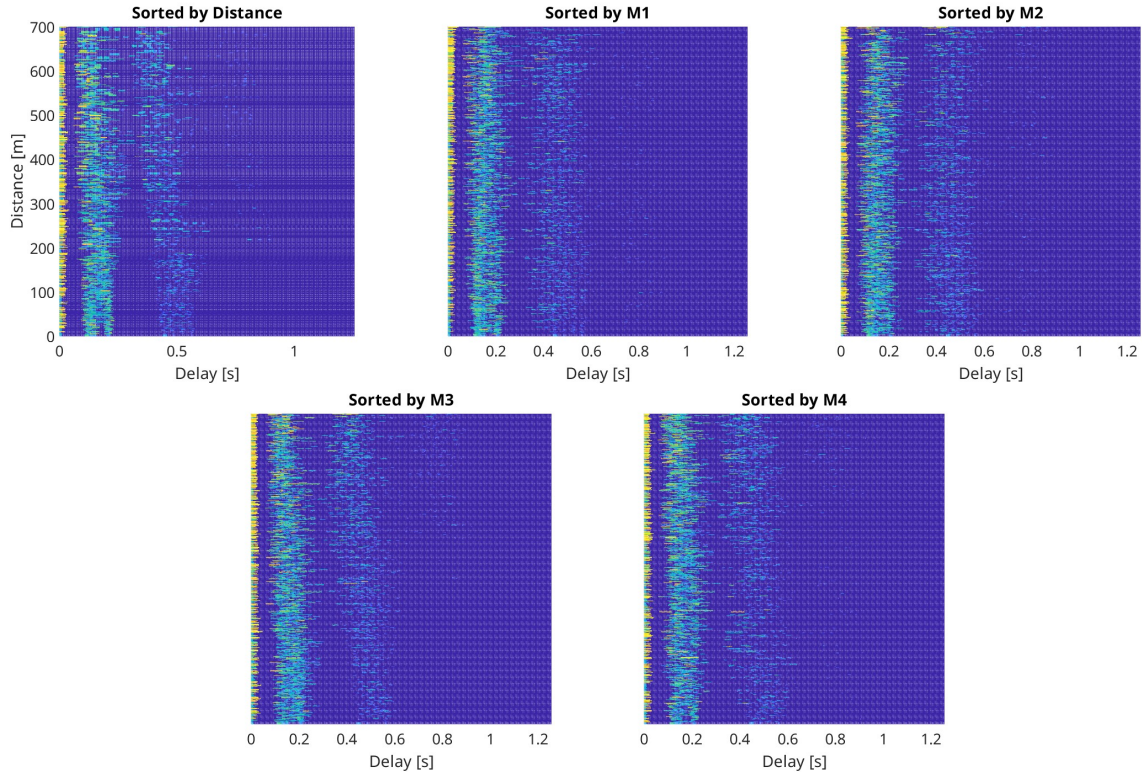 Sorted by Distance
Sorted by M1
Sorted by M2
700
600
500
400
300
200
100
0
Distance [m]
0 0.5 1
0 0.2 0.4 0.6 0.8 1 1.2
0 0.2 0.4 0.6 0.8 1 1.2
Delay [s]
Delay [s]
Delay [s]
Sorted by M3
Sorted by M4
0 0.2 0.4 0.6 0.8 1 1.2
0 0.2 0.4 0.6 0.8 1 1.2
Delay [s]
Delay [s]